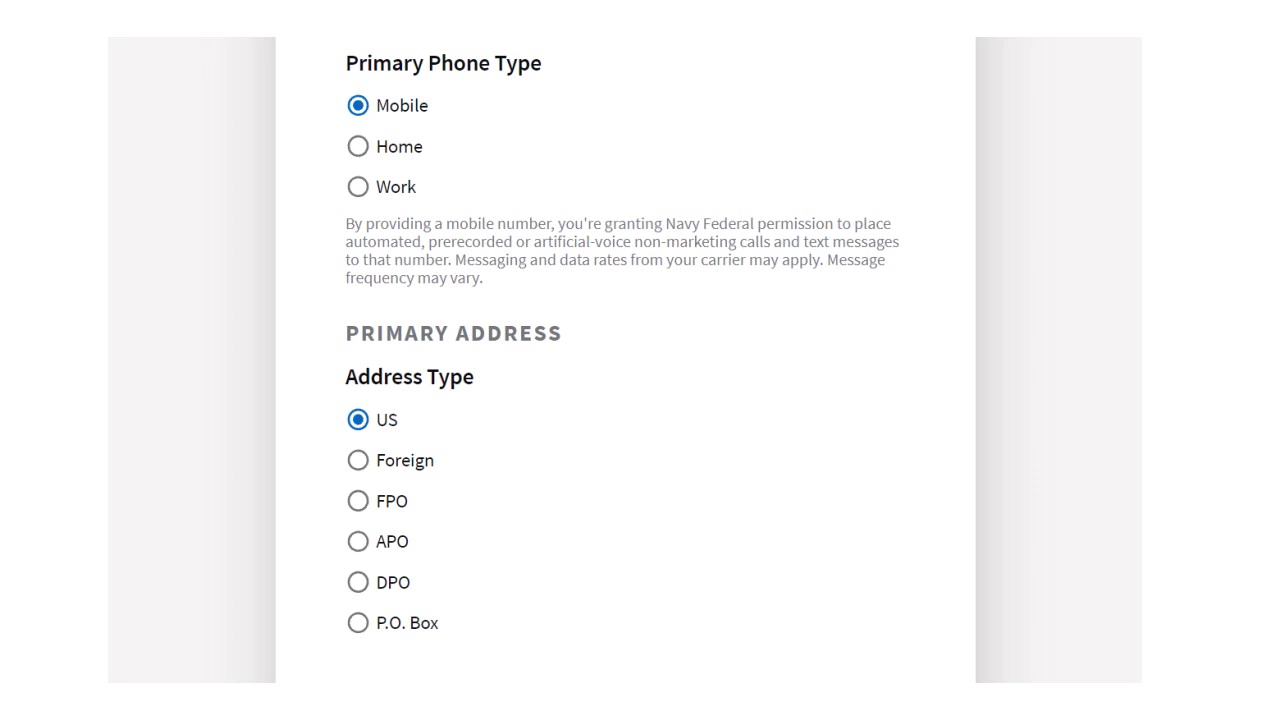 Primary Phone Type
Mobile
Home
Work
By providing a mobile number, you're granting Navy Federal permission to place
automated, prerecorded or artificial-voice non-marketing calls and text messages
to that number. Messaging and data rates from your carrier may apply. Message
frequency may vary.
PRIMARY ADDRESS
Address Type
US
Foreign
FPO
APO
DPO
P.O. Box